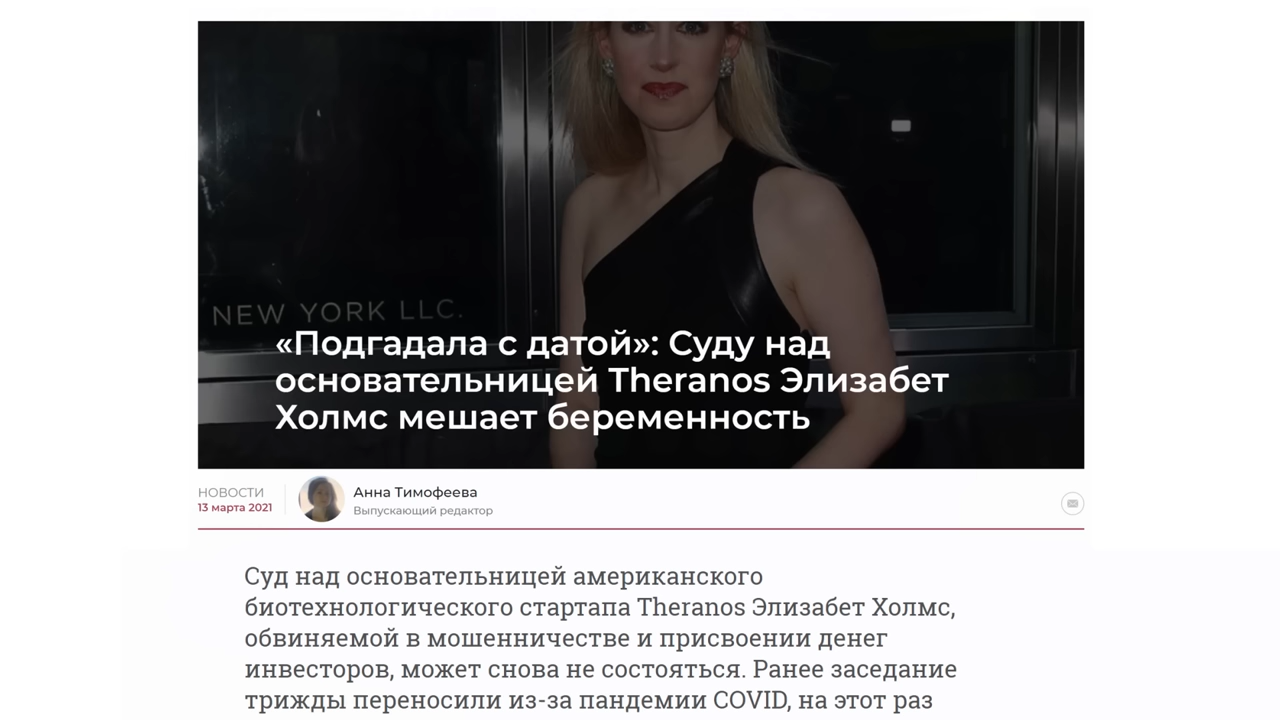 NEW YORK LLC.
«Подгадала с датой»: Суду над
основательницей Theranos Элизабет
Холмс мешает беременность
НОВОСТИ
13 марта 2021
Анна Тимофеева
Выпускающий редактор
Суд над основательницей американского
биотехнологического стартапа Theranos Элизабет Холмс,
обвиняемой в мошенничестве и присвоении денег
инвесторов, может снова не состояться. Ранее заседание
трижды переносили из-за пандемии COVID, на этот раз